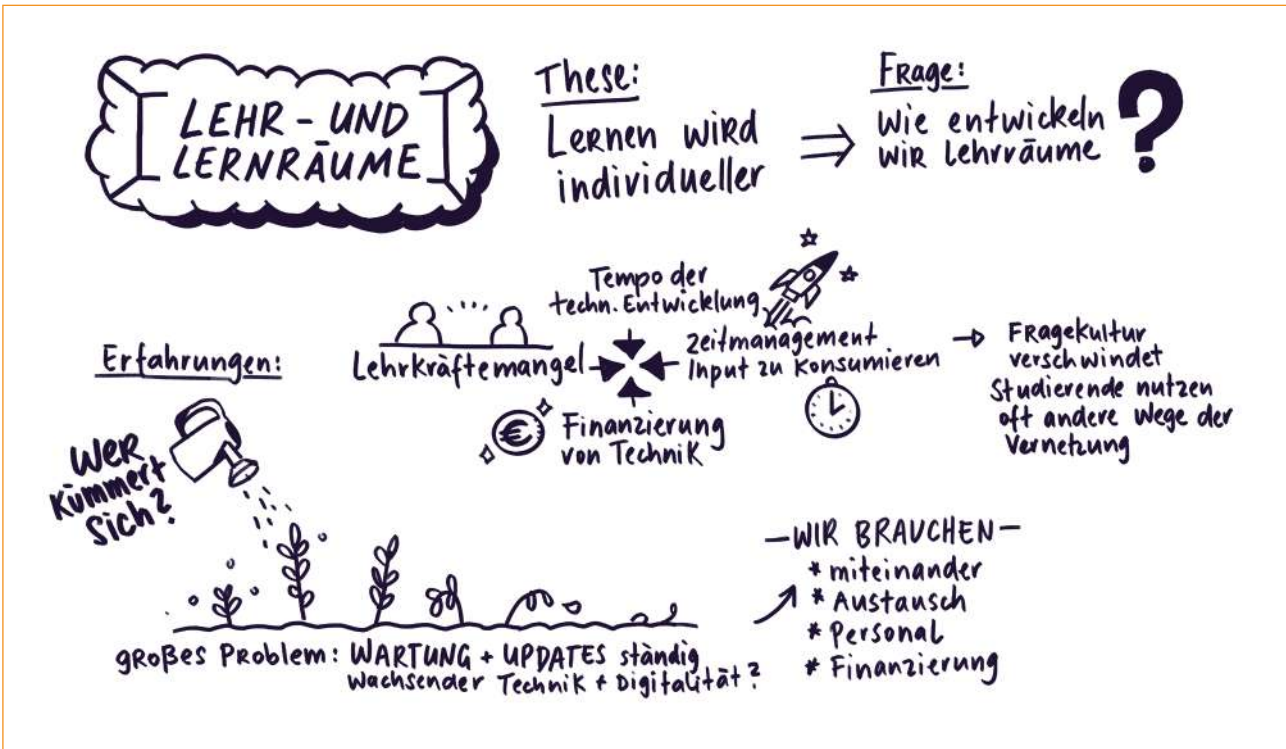 LEHR - UND
LERNRÄUME
These:
Lernen wird
individueller
⇒
Frage:
Wie entwickeln
wir Lehrräume
?
Erfahrungen:
Lehrkräftemangel
Tempo der
techn. Entwicklung
Zeitmanagement
Input zu Konsumieren
€ Finanzierung
von Technik
→ Fragekultur
verschwindet
Studierende nutzen
oft andere Wege der
Vernetzung
Wer
kümmert
sich?
großes Problem: WARTUNG + UPDATES ständig
wachsender Technik + Digitalität?
— WIR BRAUCHEN —
* miteinander
* Austausch
* Personal
* Finanzierung